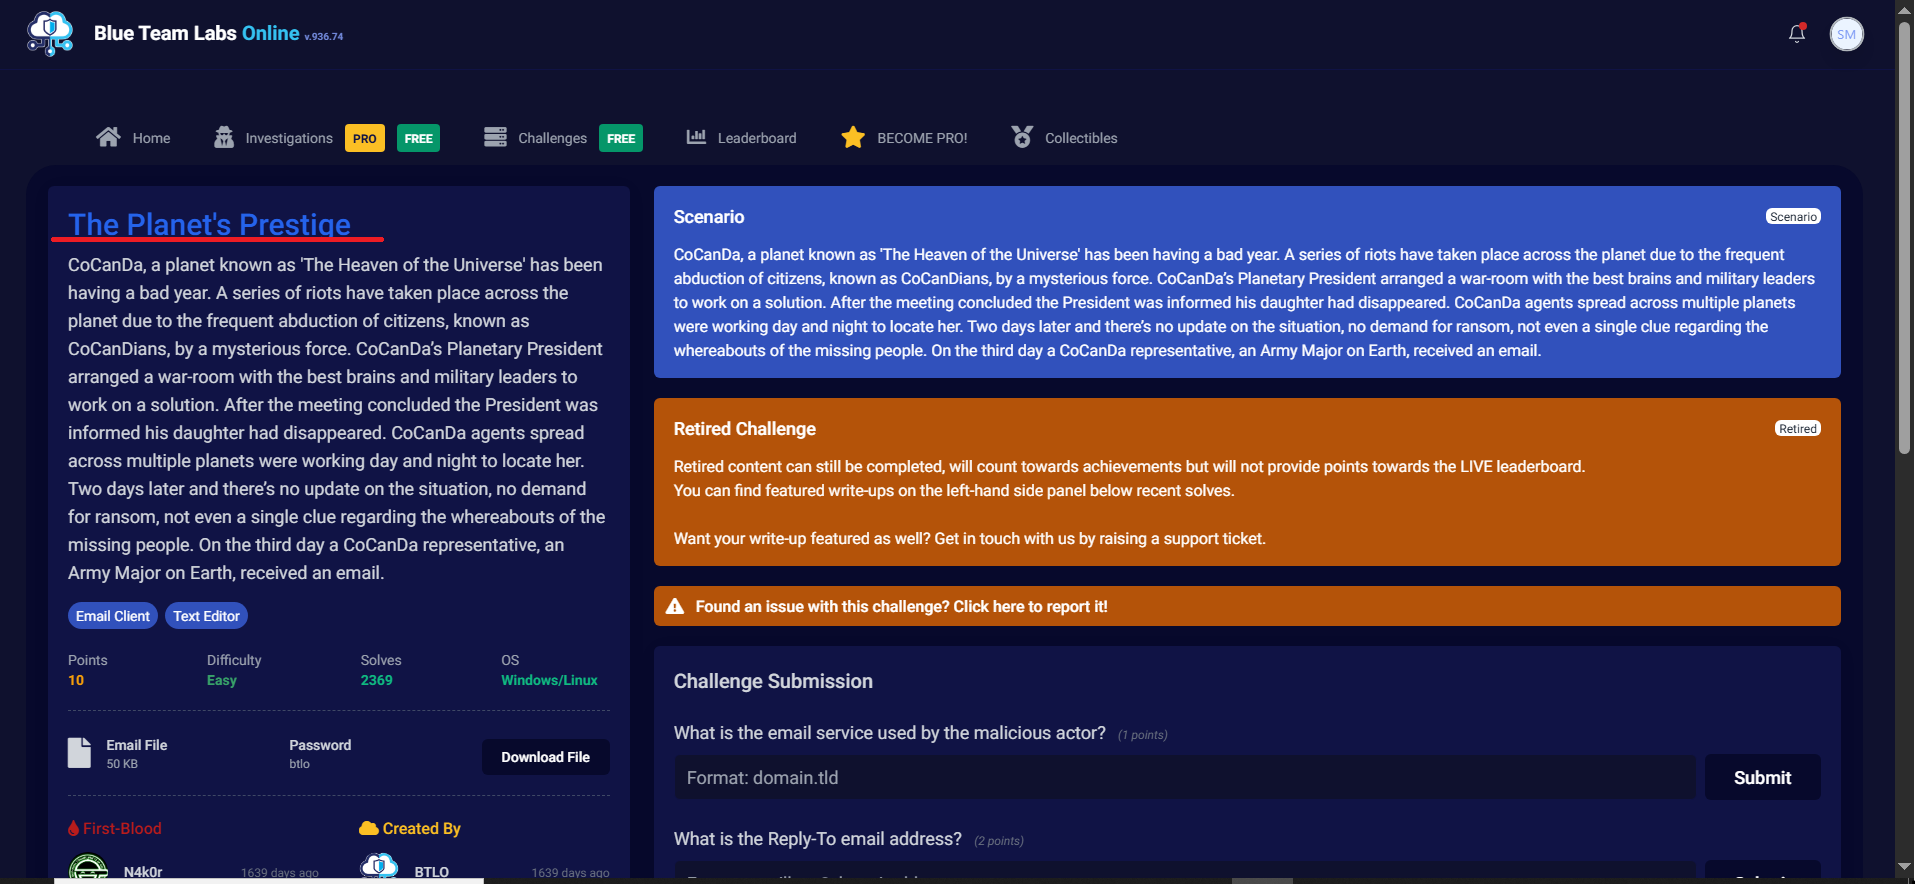 Blue Team Labs Online v.936.74
SM
Home
Investigations PRO FREE
Challenges FREE
Leaderboard
BECOME PRO!
Collectibles
The Planet's Prestige
CoCanDa, a planet known as 'The Heaven of the Universe' has been
having a bad year. A series of riots have taken place across the
planet due to the frequent abduction of citizens, known as
CoCanDians, by a mysterious force. CoCanDa’s Planetary President
arranged a war-room with the best brains and military leaders to
work on a solution. After the meeting concluded the President was
informed his daughter had disappeared. CoCanDa agents spread
across multiple planets were working day and night to locate her.
Two days later and there’s no update on the situation, no demand
for ransom, not even a single clue regarding the whereabouts of the
missing people. On the third day a CoCanDa representative, an
Army Major on Earth, received an email.
Email Client Text Editor
Points Difficulty Solves OS
10 Easy 2369 Windows/Linux
Email File Password
50 KB btlo
Download File
First-Blood Created By
N4k0r 1639 days ago BTLO 1639 days ago
Scenario Scenario
CoCanDa, a planet known as 'The Heaven of the Universe' has been having a bad year. A series of riots have taken place across the planet due to the frequent
abduction of citizens, known as CoCanDians, by a mysterious force. CoCanDa’s Planetary President arranged a war-room with the best brains and military leaders
to work on a solution. After the meeting concluded the President was informed his daughter had disappeared. CoCanDa agents spread across multiple planets
were working day and night to locate her. Two days later and there’s no update on the situation, no demand for ransom, not even a single clue regarding the
whereabouts of the missing people. On the third day a CoCanDa representative, an Army Major on Earth, received an email.
Retired Challenge Retired
Retired content can still be completed, will count towards achievements but will not provide points towards the LIVE leaderboard.
You can find featured write-ups on the left-hand side panel below recent solves.
Want your write-up featured as well? Get in touch with us by raising a support ticket.
Found an issue with this challenge? Click here to report it!
Challenge Submission
What is the email service used by the malicious actor? (1 points)
Format: domain.tld Submit
What is the Reply-To email address? (2 points)